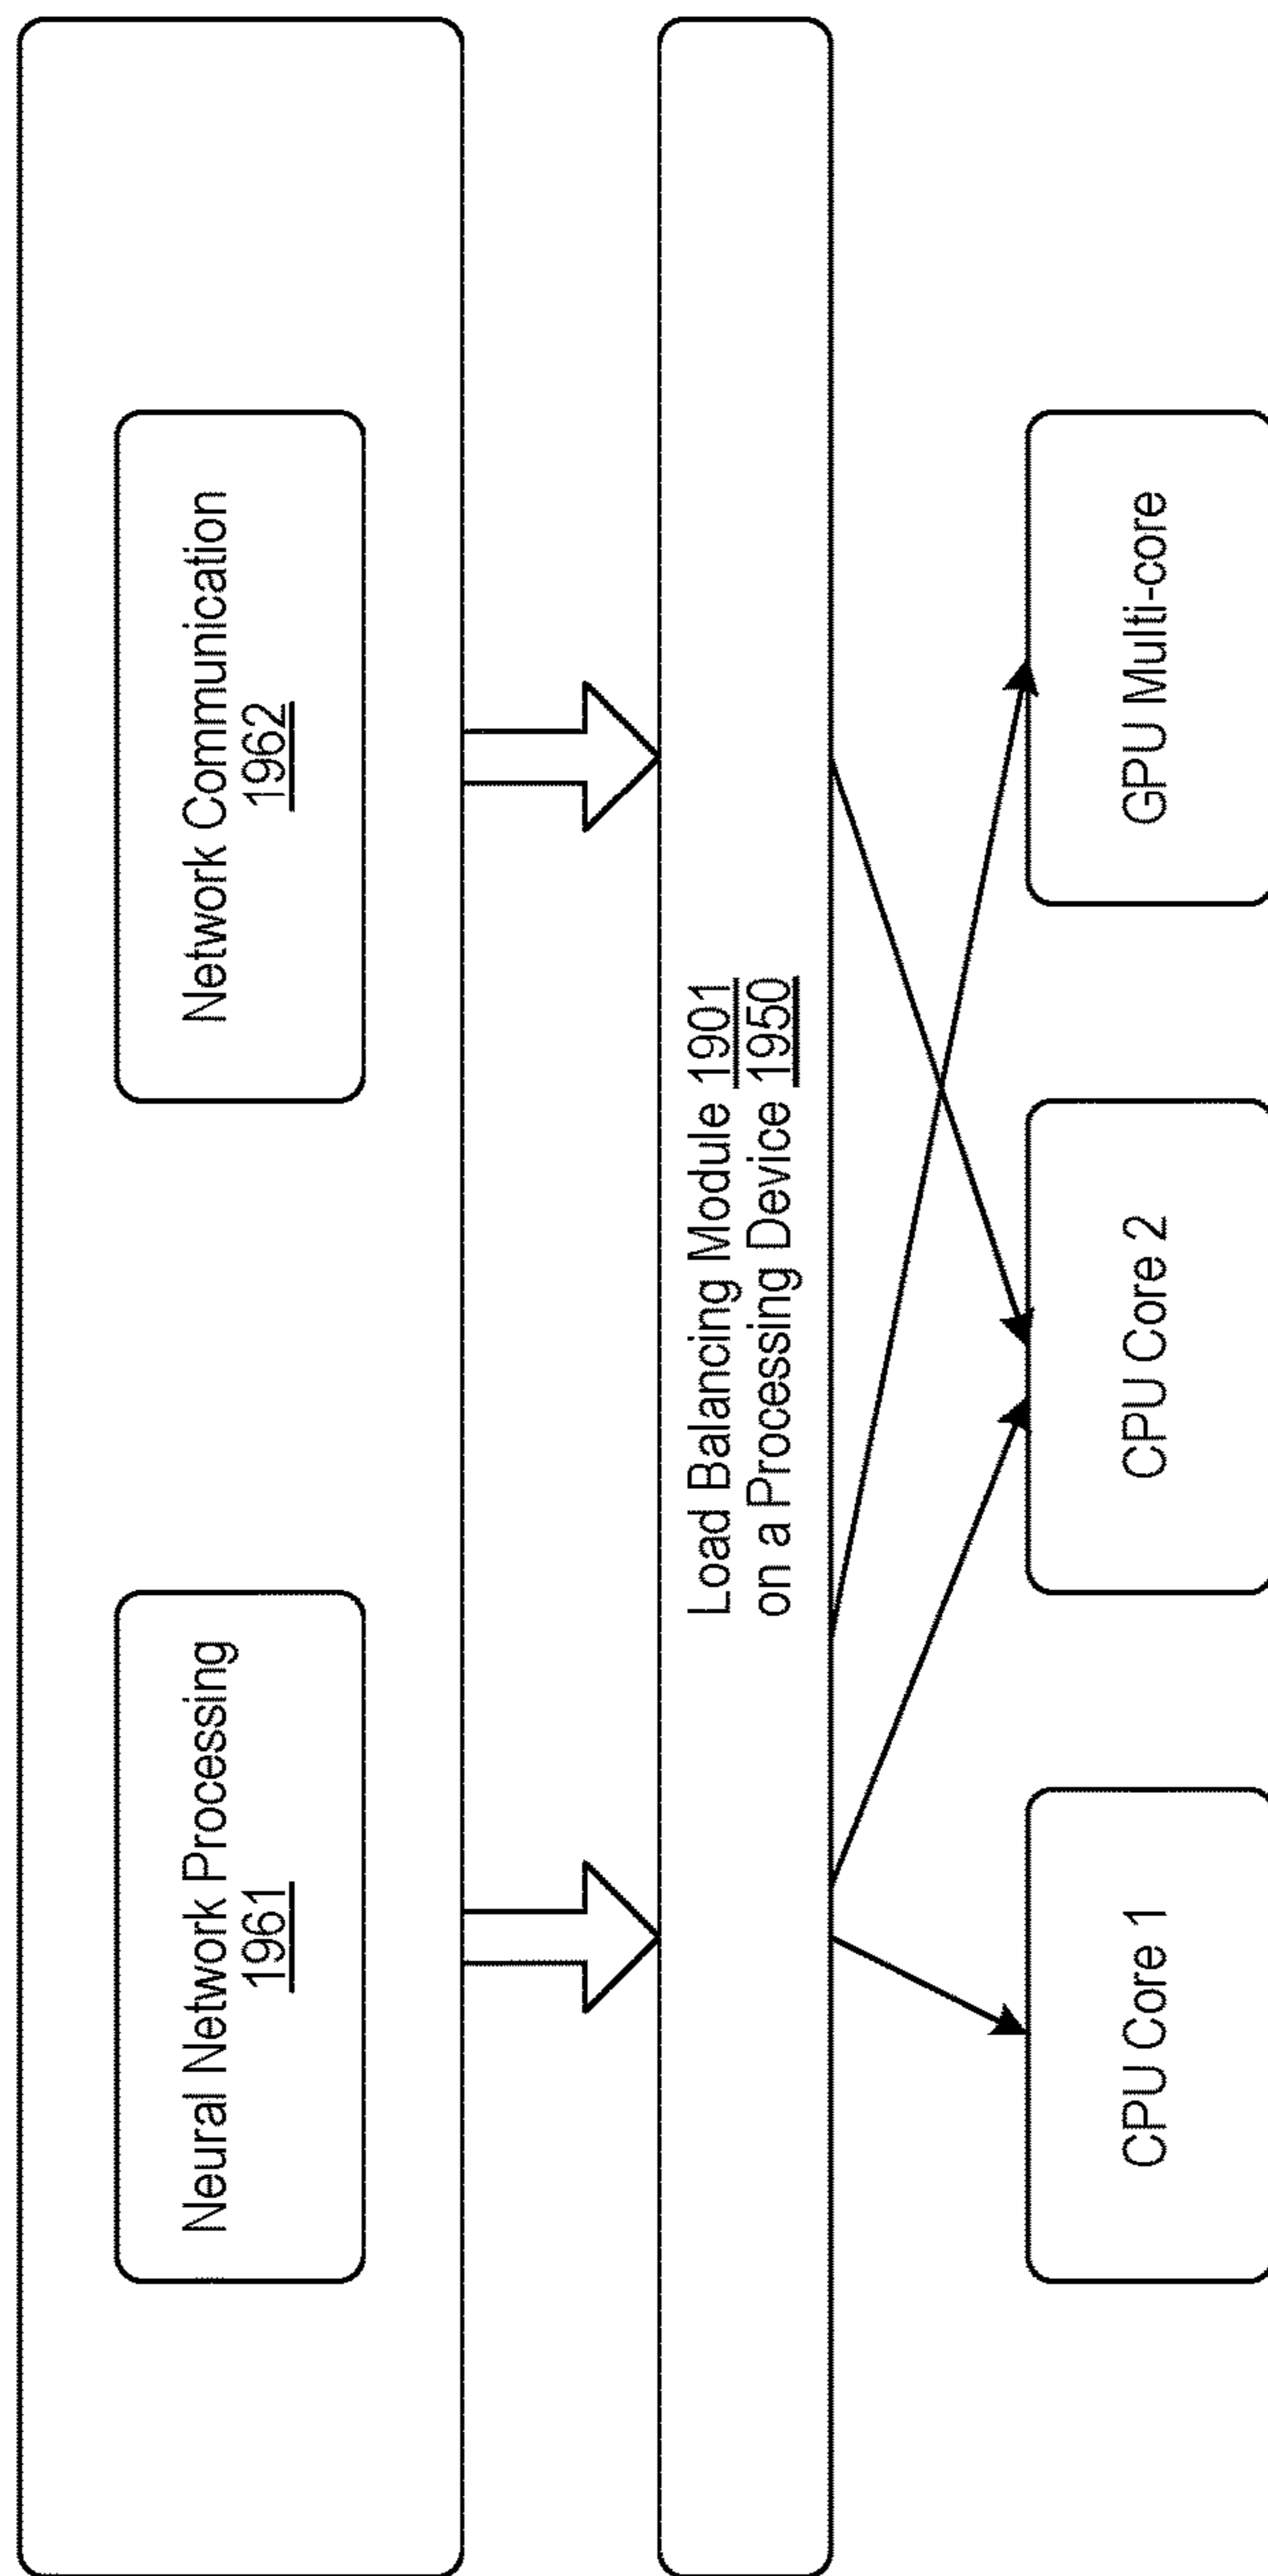 Neural Network Processing
1961
Network Communication
1962
Load Balancing Module 1901
on a Processing Device 1950
CPU Core 1
CPU Core 2
GPU Multi-core